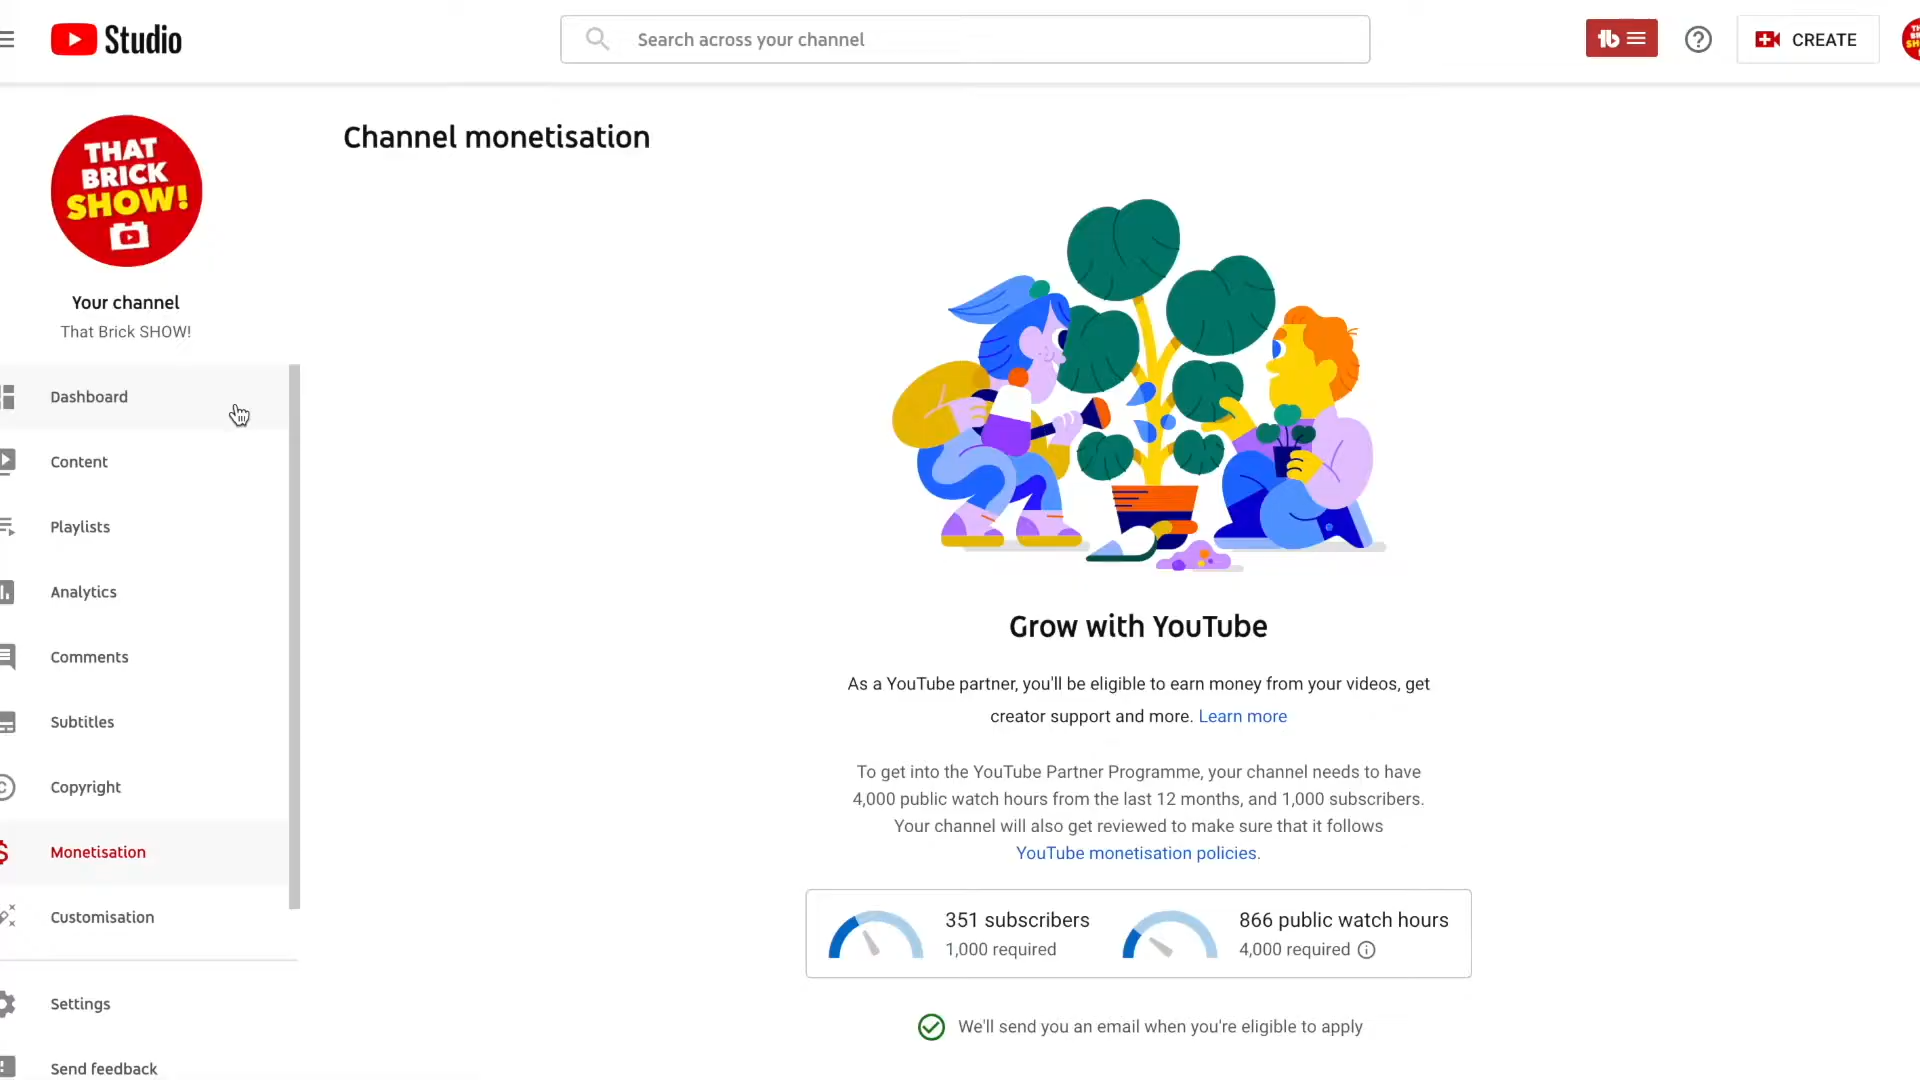 Studio
Search across your channel
CREATE
THAT
BRICK
SHOW!
Your channel
That Brick SHOW!
Dashboard
Content
Playlists
Analytics
Comments
Subtitles
Copyright
Monetisation
Customisation
Settings
Send feedback
Channel monetisation
Grow with YouTube
As a YouTube partner, you'll be eligible to earn money from your videos, get
creator support and more. Learn more
To get into the YouTube Partner Programme, your channel needs to have
4,000 public watch hours from the last 12 months, and 1,000 subscribers.
Your channel will also get reviewed to make sure that it follows
YouTube monetisation policies.
351 subscribers
1,000 required
866 public watch hours
4,000 required
We'll send you an email when you're eligible to apply